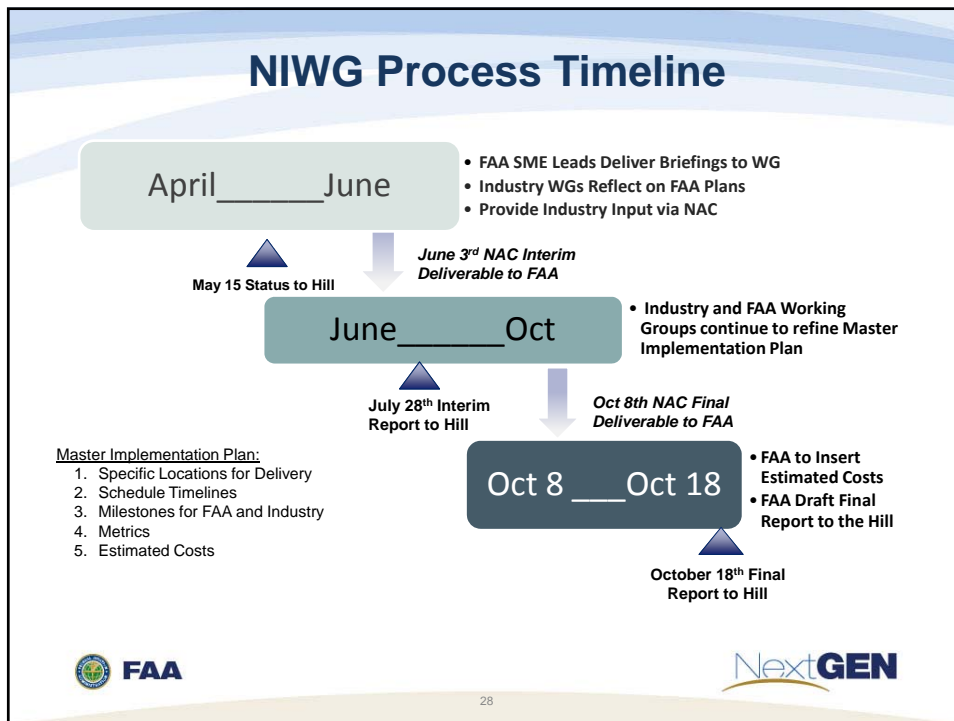 NIWG Process Timeline
April______June
• FAA SME Leads Deliver Briefings to WG
• Industry WGs Reflect on FAA Plans
• Provide Industry Input via NAC
May 15 Status to Hill
June 3rd NAC Interim
Deliverable to FAA
June______Oct
• Industry and FAA Working
Groups continue to refine Master
Implementation Plan
July 28th Interim
Report to Hill
Oct 8th NAC Final
Deliverable to FAA
Master Implementation Plan:
1. Specific Locations for Delivery
2. Schedule Timelines
3. Milestones for FAA and Industry
4. Metrics
5. Estimated Costs
Oct 8 ___Oct 18
• FAA to Insert
Estimated Costs
• FAA Draft Final
Report to the Hill
October 18th Final
Report to Hill
FAA
NextGEN
28